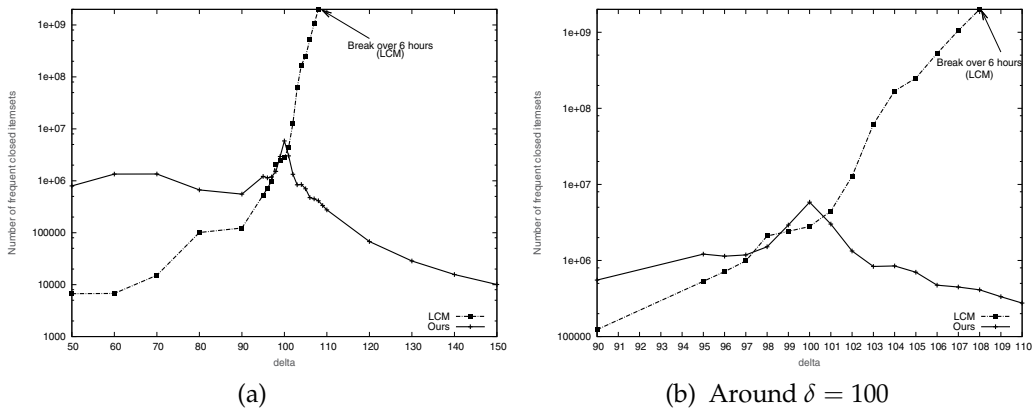 1e+09
1e+08
1e+07
1e+06
100000
10000
1000
Number of frequent closed itemsets
50 60 70 80 90 100 110 120 130 140 150
delta
Break over 6 hours
(LCM)
LCM
Ours
(a)
1e+09
1e+08
1e+07
1e+06
100000
Number of frequent closed itemsets
90 91 92 93 94 95 96 97 98 99 100 101 102 103 104 105 106 107 108 109 110
delta
Break over 6 hours
(LCM)
LCM
Ours
(b) Around δ = 100